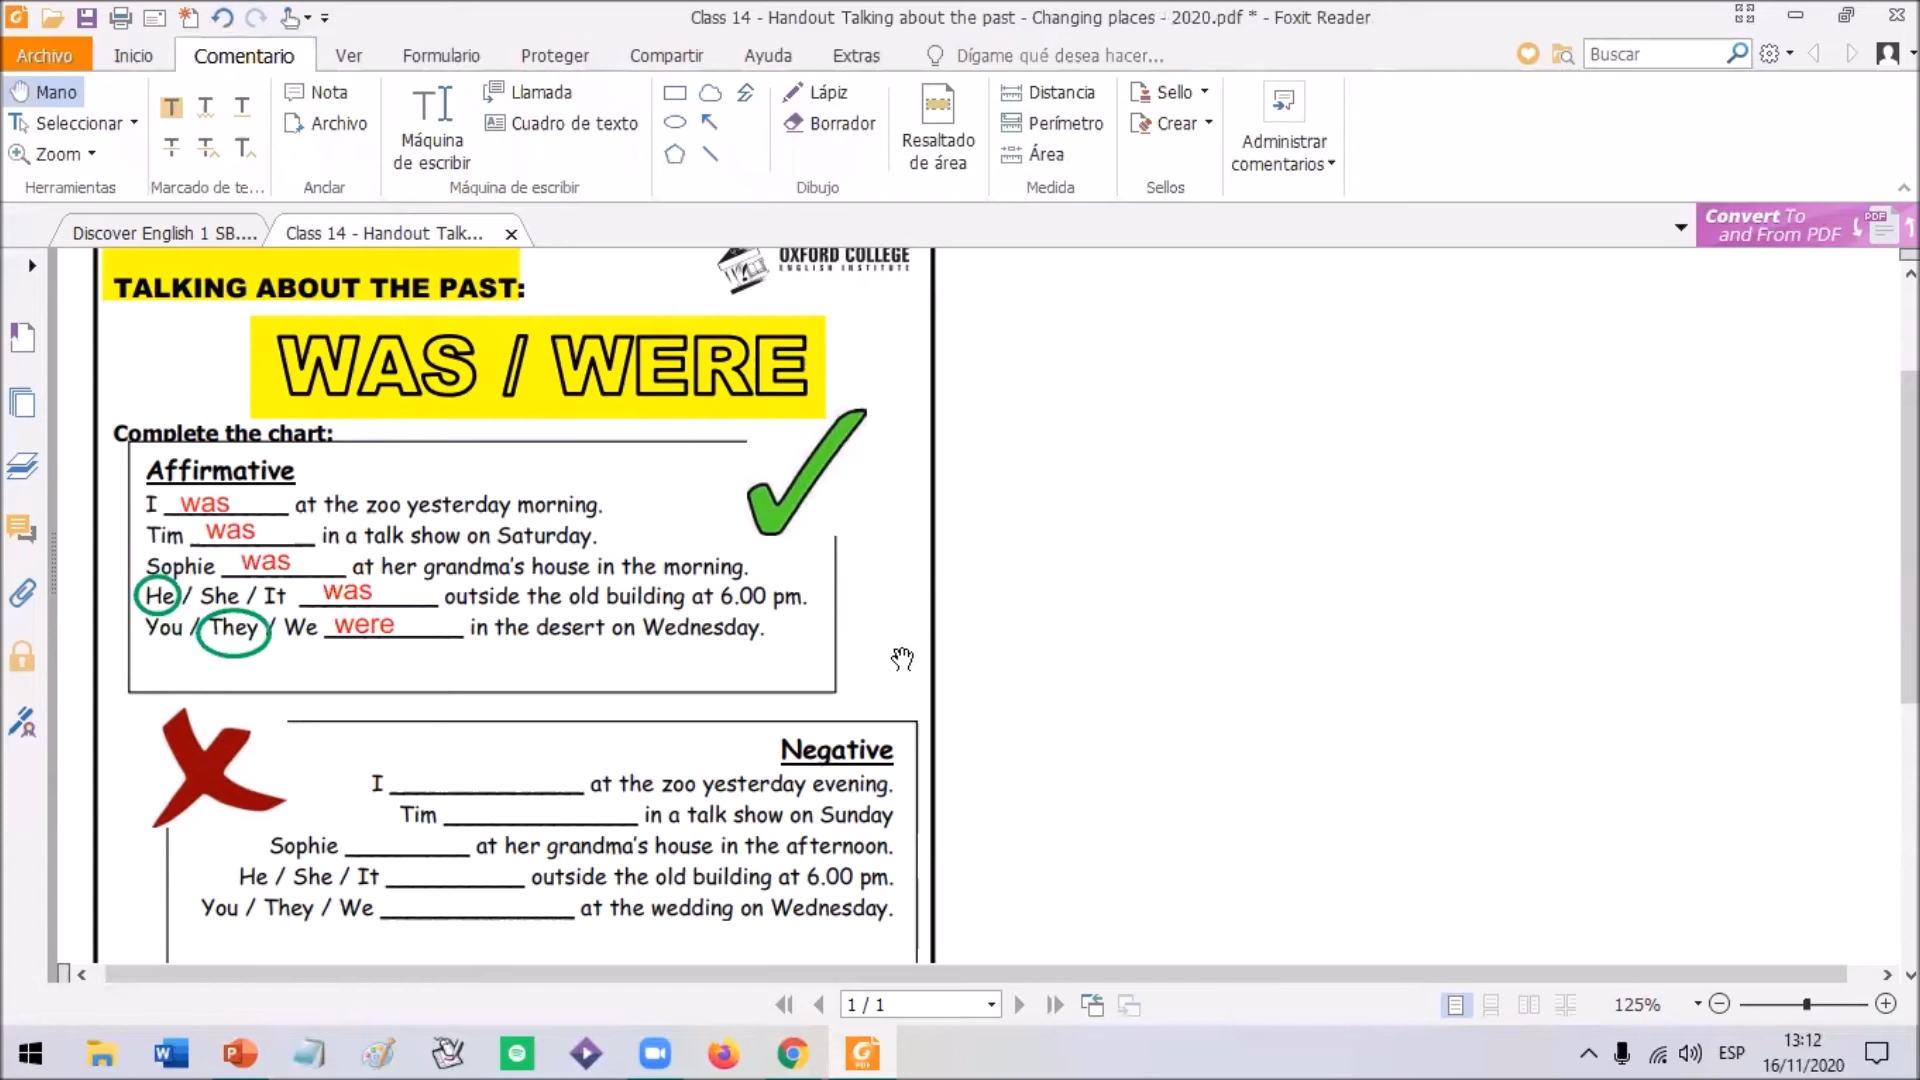 Class 14 - Handout Talking about the past - Changing places - 2020.pdf * - Foxit Reader
Archivo Inicio Comentario Ver Formulario Proteger Compartir Ayuda Extras Dígame qué desea hacer... Buscar
Mano
Seleccionar
Zoom
Herramientas
Marcado de te...
Nota
Archivo
Anclar
Máquina
de escribir
Llamada
Cuadro de texto
Máquina de escribir
Lápiz
Borrador
Dibujo
Resaltado
de área
Distancia
Perímetro
Área
Medida
Sello
Crear
Sellos
Administrar
comentarios
Discover English 1 SB....
Class 14 - Handout Talk...
Convert To
and From PDF
PDF
OXFORD COLLEGE
ENGLISH INSTITUTE
TALKING ABOUT THE PAST:
WAS / WERE
Complete the chart:
Affirmative
I was at the zoo yesterday morning.
Tim was in a talk show on Saturday.
Sophie was at her grandma's house in the morning.
He / She / It was outside the old building at 6.00 pm.
You / They / We were in the desert on Wednesday.
Negative
I ______________ at the zoo yesterday evening.
Tim ______________ in a talk show on Sunday
Sophie _________ at her grandma's house in the afternoon.
He / She / It __________ outside the old building at 6.00 pm.
You / They / We ______________ at the wedding on Wednesday.
1 / 1
125%
ESP
13:12
16/11/2020